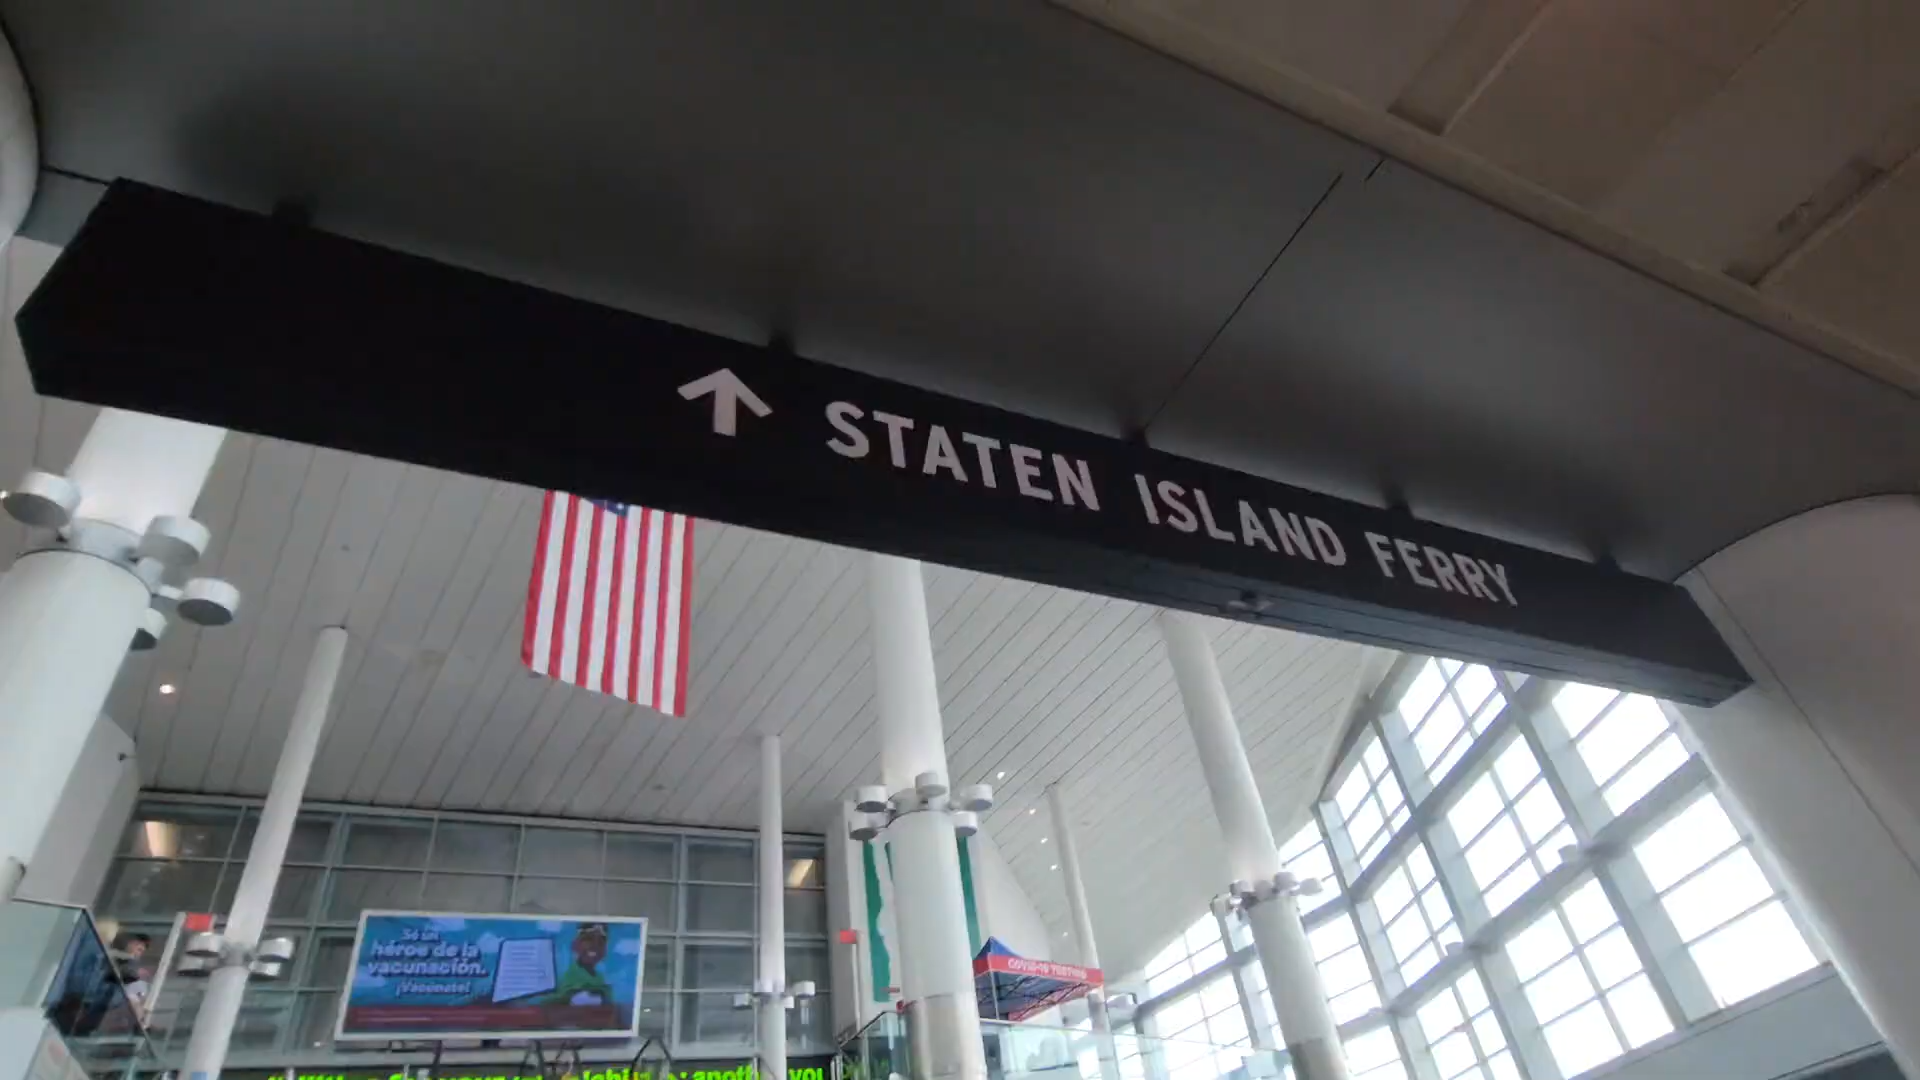 STATEN ISLAND FERRY
Sé un
héroe de la
vacunación.
¡Vacúnate!
COVID-19 TESTING